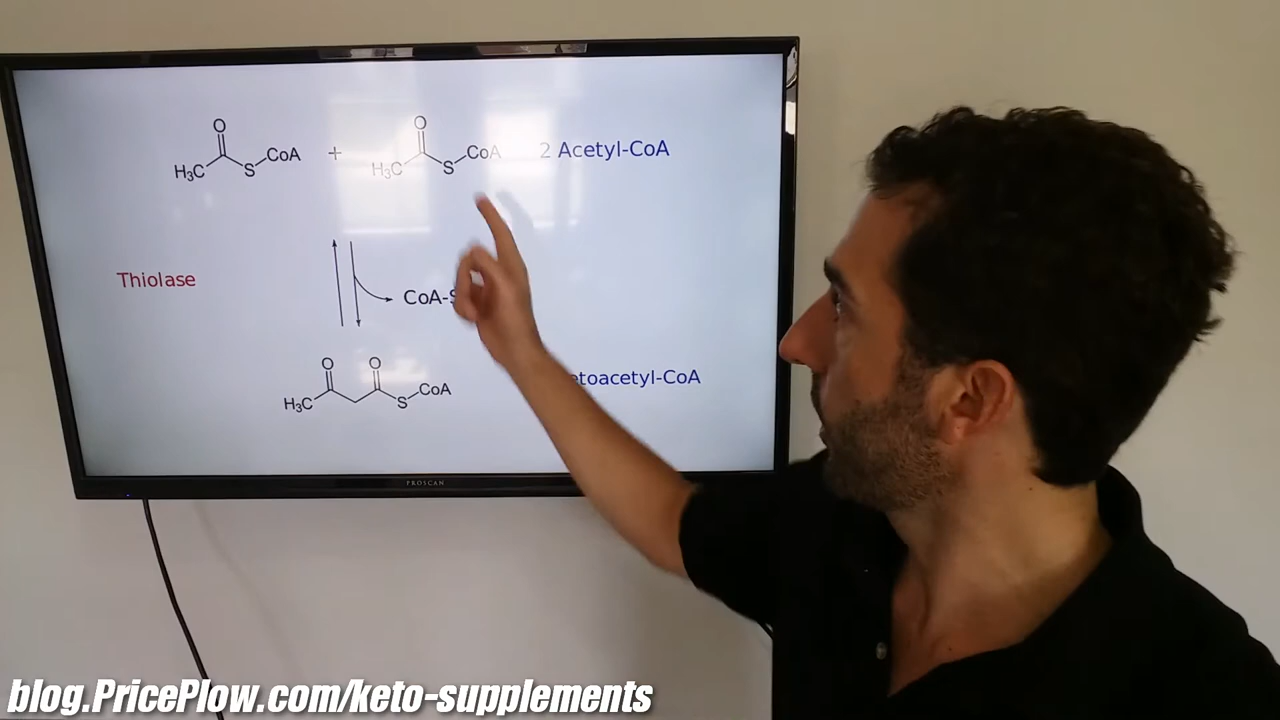 O O
H₃C S CoA + H₃C S CoA 2 Acetyl-CoA
Thiolase
CoA-S
O O
H₃C S CoA etoacetyl-CoA
PROSCAN
blog.PricePlow.com/keto-supplements